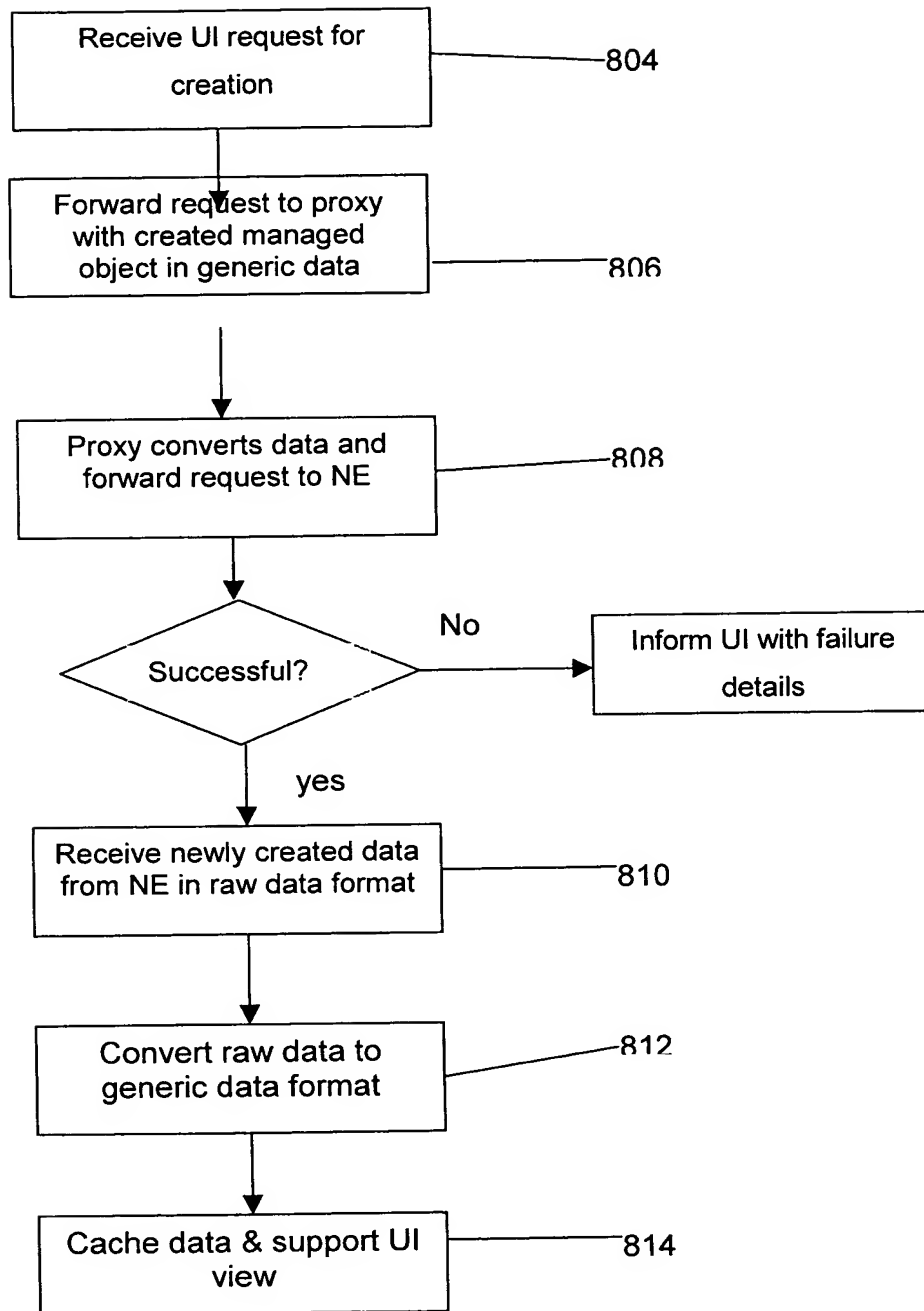 Receive UI request for
creation
804
Forward request to proxy
with created managed
object in generic data
806
Proxy converts data and
forward request to NE
808
Successful?
No
Inform UI with failure
details
yes
Receive newly created data
from NE in raw data format
810
Convert raw data to
generic data format
812
Cache data & support UI
view
814